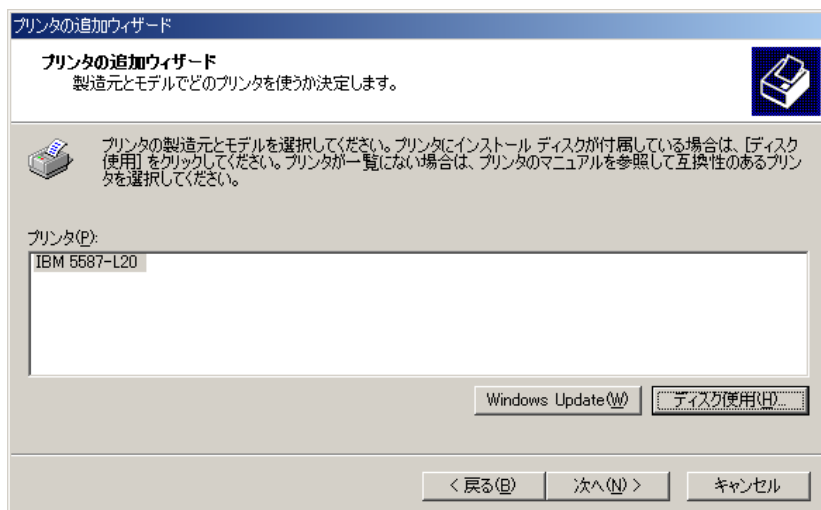 プリンタの追加ウィザード
プリンタの追加ウィザード
製造元とモデルでどのプリンタを使うか決定します。
プリンタの製造元とモデルを選択してください。プリンタにインストール ディスクが付属している場合は、[ディスク
使用] をクリックしてください。プリンタが一覧にない場合は、プリンタのマニュアルを参照して互換性のあるプリン
タを選択してください。
プリンタ(P):
IBM 5587-L20
Windows Update(W)
ディスク使用(H)...
< 戻る(B)
次へ(N) >
キャンセル